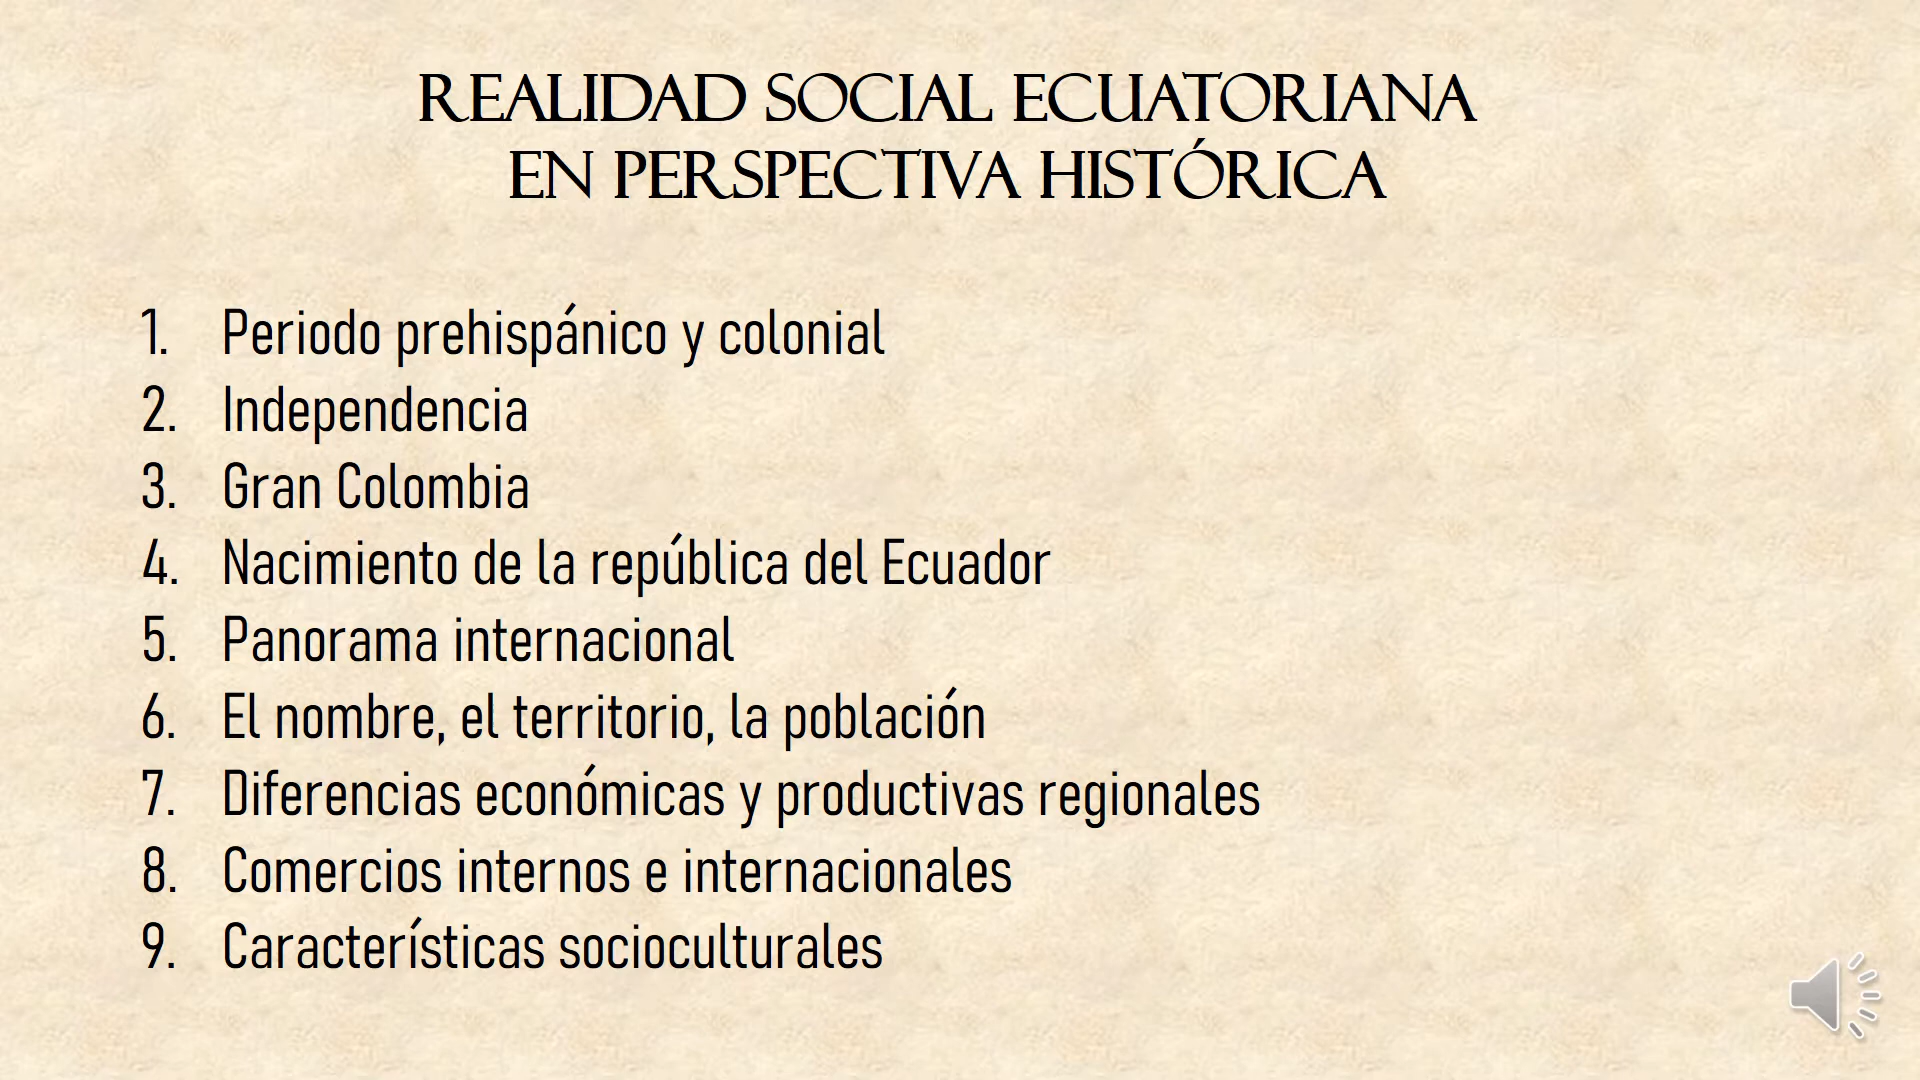 REALIDAD SOCIAL ECUATORIANA
EN PERSPECTIVA HISTÓRICA
1. Periodo prehispánico y colonial
2. Independencia
3. Gran Colombia
4. Nacimiento de la república del Ecuador
5. Panorama internacional
6. El nombre, el territorio, la población
7. Diferencias económicas y productivas regionales
8. Comercios internos e internacionales
9. Características socioculturales